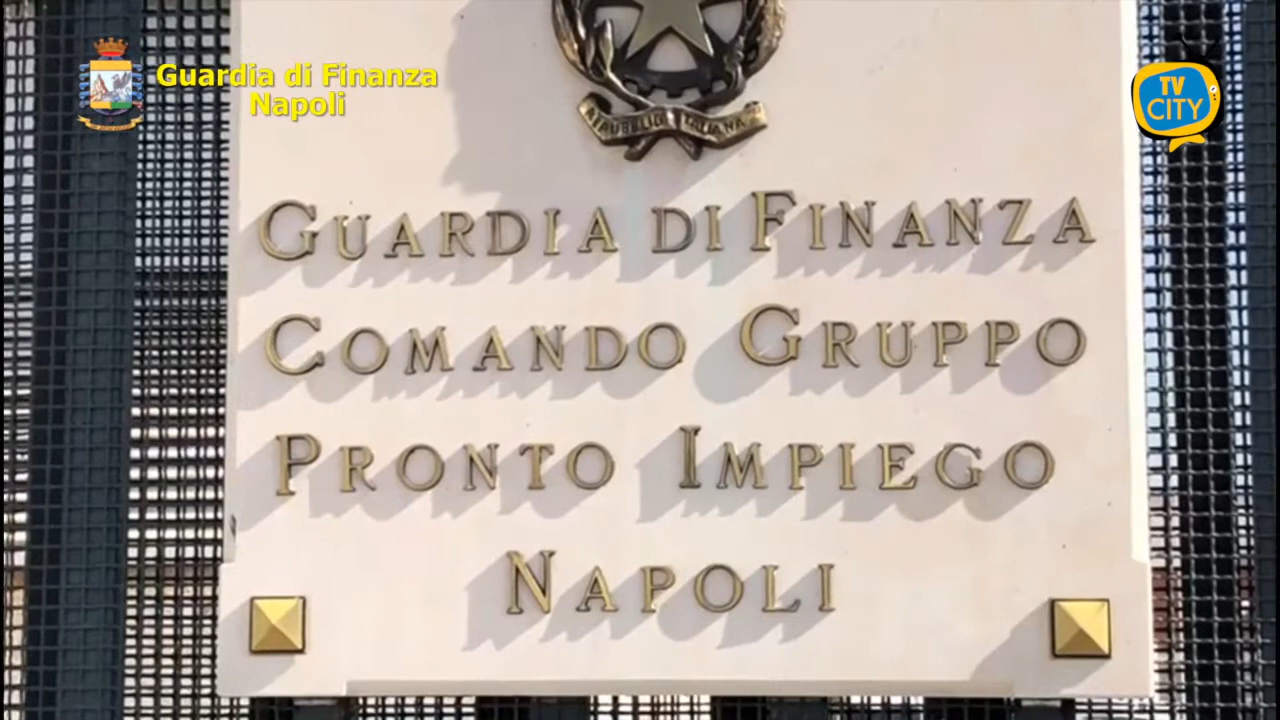 Guardia di Finanza
Napoli
TV
CITY
REPUBBLICA ITALIANA
GUARDIA DI FINANZA
COMANDO GRUPPO
PRONTO IMPIEGO
NAPOLI